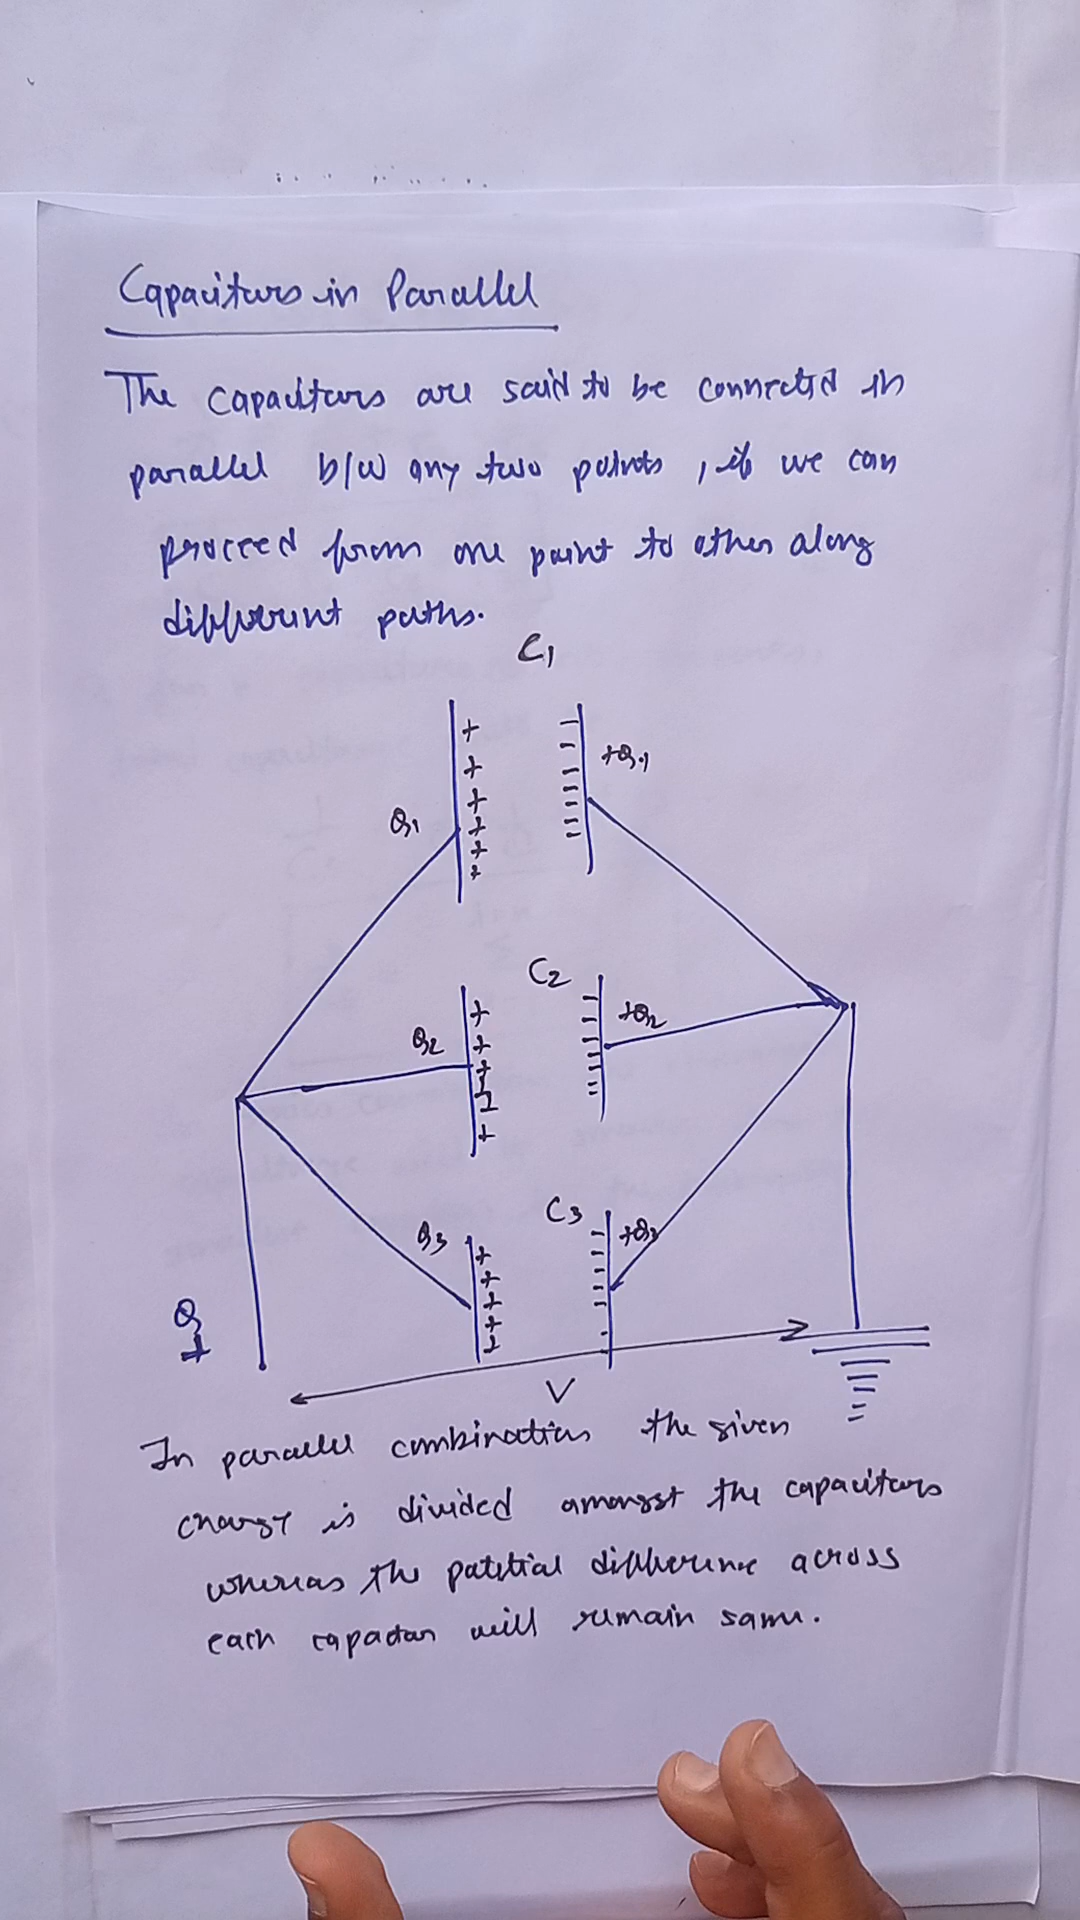 Capacitors in Parallel
The capacitors are said to be connected in
parallel b/w any two points, if we can
proceed from one point to other along
different paths.
C1
+Q1
Q1
C2
+Q2
Q2
C3
+Q3
Q3
Q
+
V
In parallel combination the given
charge is divided amongst the capacitors
whereas the patetial difference across
each capacitor will remain same.